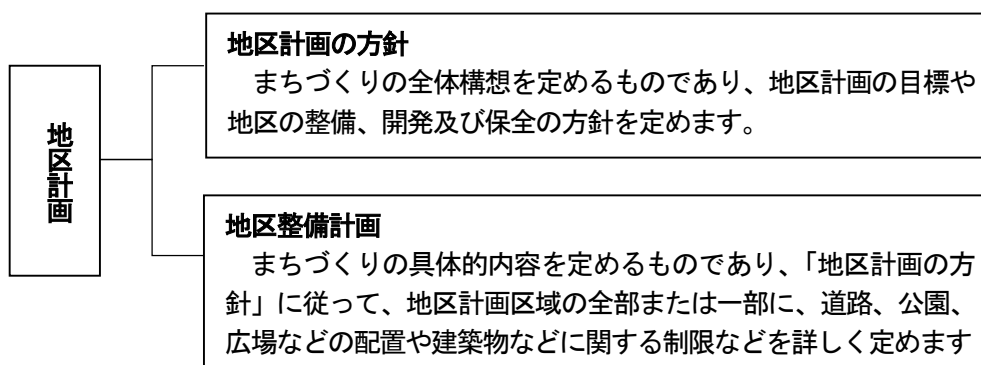 地区計画
地区計画の方針
まちづくりの全体構想を定めるものであり、地区計画の目標や
地区の整備、開発及び保全の方針を定めます。
地区整備計画
まちづくりの具体的内容を定めるものであり、「地区計画の方
針」に従って、地区計画区域の全部または一部に、道路、公園、
広場などの配置や建築物などに関する制限などを詳しく定めます